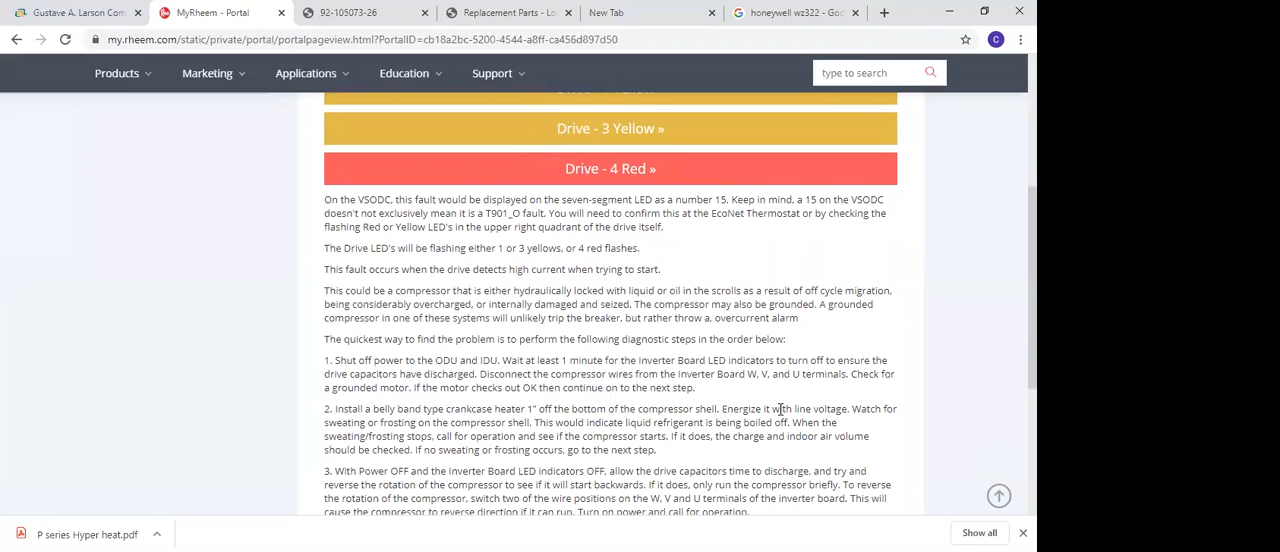 Gustave A. Larson Com
MyRheem - Portal
92-105073-26
Replacement Parts - Lo
New Tab
honeywell wz322 - Goo
my.rheem.com/static/private/portal/portalpageview.html?PortalID=cb18a2bc-5200-4544-a8ff-ca456d897d50
C
Products
Marketing
Applications
Education
Support
type to search
Drive - 3 Yellow »
Drive - 4 Red »
On the VSODC, this fault would be displayed on the seven-segment LED as a number 15. Keep in mind, a 15 on the VSODC
doesn't not exclusively mean it is a T901_O fault. You will need to confirm this at the EcoNet Thermostat or by checking the
flashing Red or Yellow LED's in the upper right quadrant of the drive itself.
The Drive LED's will be flashing either 1 or 3 yellows, or 4 red flashes.
This fault occurs when the drive detects high current when trying to start.
This could be a compressor that is either hydraulically locked with liquid or oil in the scrolls as a result of off cycle migration,
being considerably overcharged, or internally damaged and seized. The compressor may also be grounded. A grounded
compressor in one of these systems will unlikely trip the breaker, but rather throw a, overcurrent alarm
The quickest way to find the problem is to perform the following diagnostic steps in the order below:
1. Shut off power to the ODU and IDU. Wait at least 1 minute for the Inverter Board LED indicators to turn off to ensure the
drive capacitors have discharged. Disconnect the compressor wires from the Inverter Board W, V, and U terminals. Check for
a grounded motor. If the motor checks out OK then continue on to the next step.
2. Install a belly band type crankcase heater 1" off the bottom of the compressor shell. Energize it with line voltage. Watch for
sweating or frosting on the compressor shell. This would indicate liquid refrigerant is being boiled off. When the
sweating/frosting stops, call for operation and see if the compressor starts. If it does, the charge and indoor air volume
should be checked. If no sweating or frosting occurs, go to the next step.
3. With Power OFF and the Inverter Board LED indicators OFF, allow the drive capacitors time to discharge, and try and
reverse the rotation of the compressor to see if it will start backwards. If it does, only run the compressor briefly. To reverse
the rotation of the compressor, switch two of the wire positions on the W, V and U terminals of the inverter board. This will
cause the compressor to reverse direction if it can run. Turn on power and call for operation.
P series Hyper heat.pdf
Show all